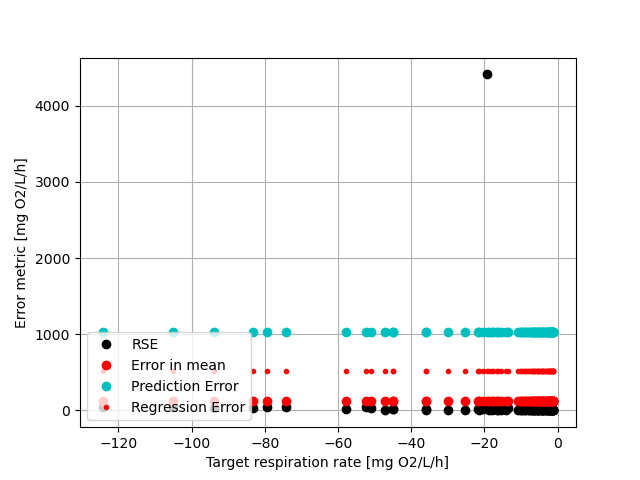 4000
3000
2000
1000
0
Error metric [mg O2/L/h]
RSE
Error in mean
Prediction Error
Regression Error
−120 −100 −80 −60 −40 −20 0
Target respiration rate [mg O2/L/h]